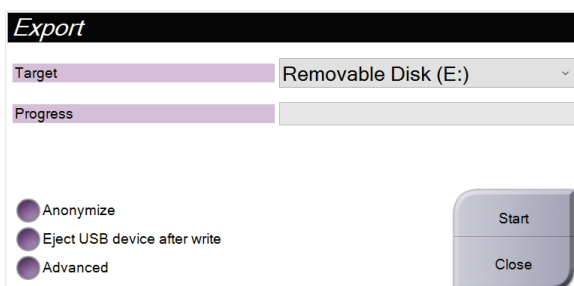 Export
Target Removable Disk (E:)
Progress
Anonymize
Eject USB device after write
Advanced
Start
Close